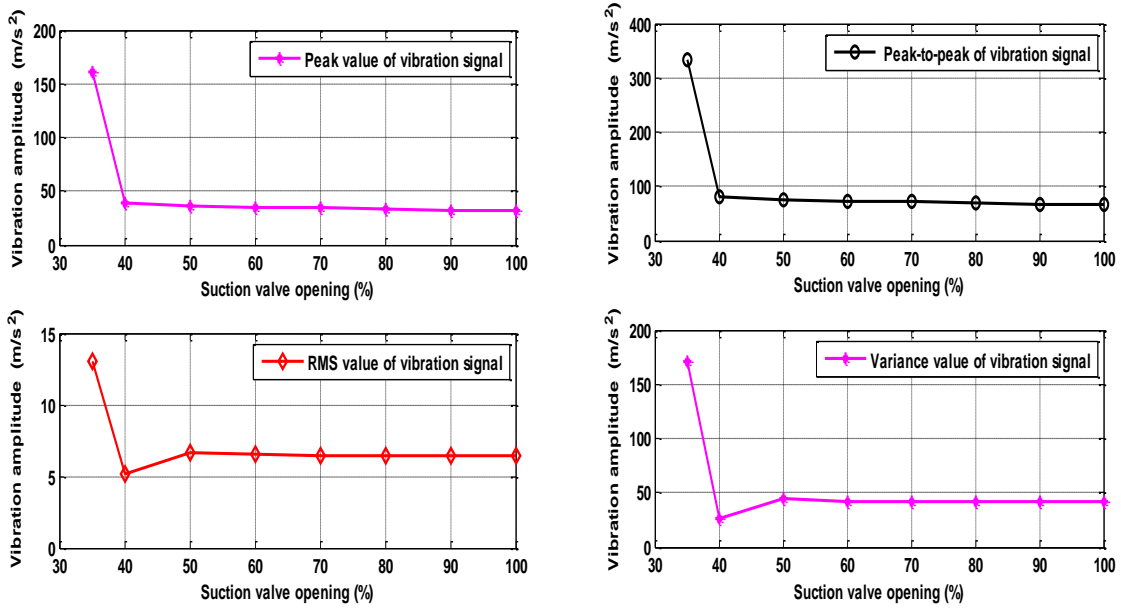 Vibration amplitude (m/s²)
200
150
100
50
0
Peak value of vibration signal
30 40 50 60 70 80 90 100
Suction valve opening (%)
Vibration amplitude (m/s²)
400
300
200
100
0
Peak-to-peak of vibration signal
30 40 50 60 70 80 90 100
Suction valve opening (%)
Vibration amplitude (m/s²)
15
10
5
0
RMS value of vibration signal
30 40 50 60 70 80 90 100
Suction valve opening (%)
Vibration amplitude (m/s²)
200
150
100
50
0
Variance value of vibration signal
30 40 50 60 70 80 90 100
Suction valve opening (%)